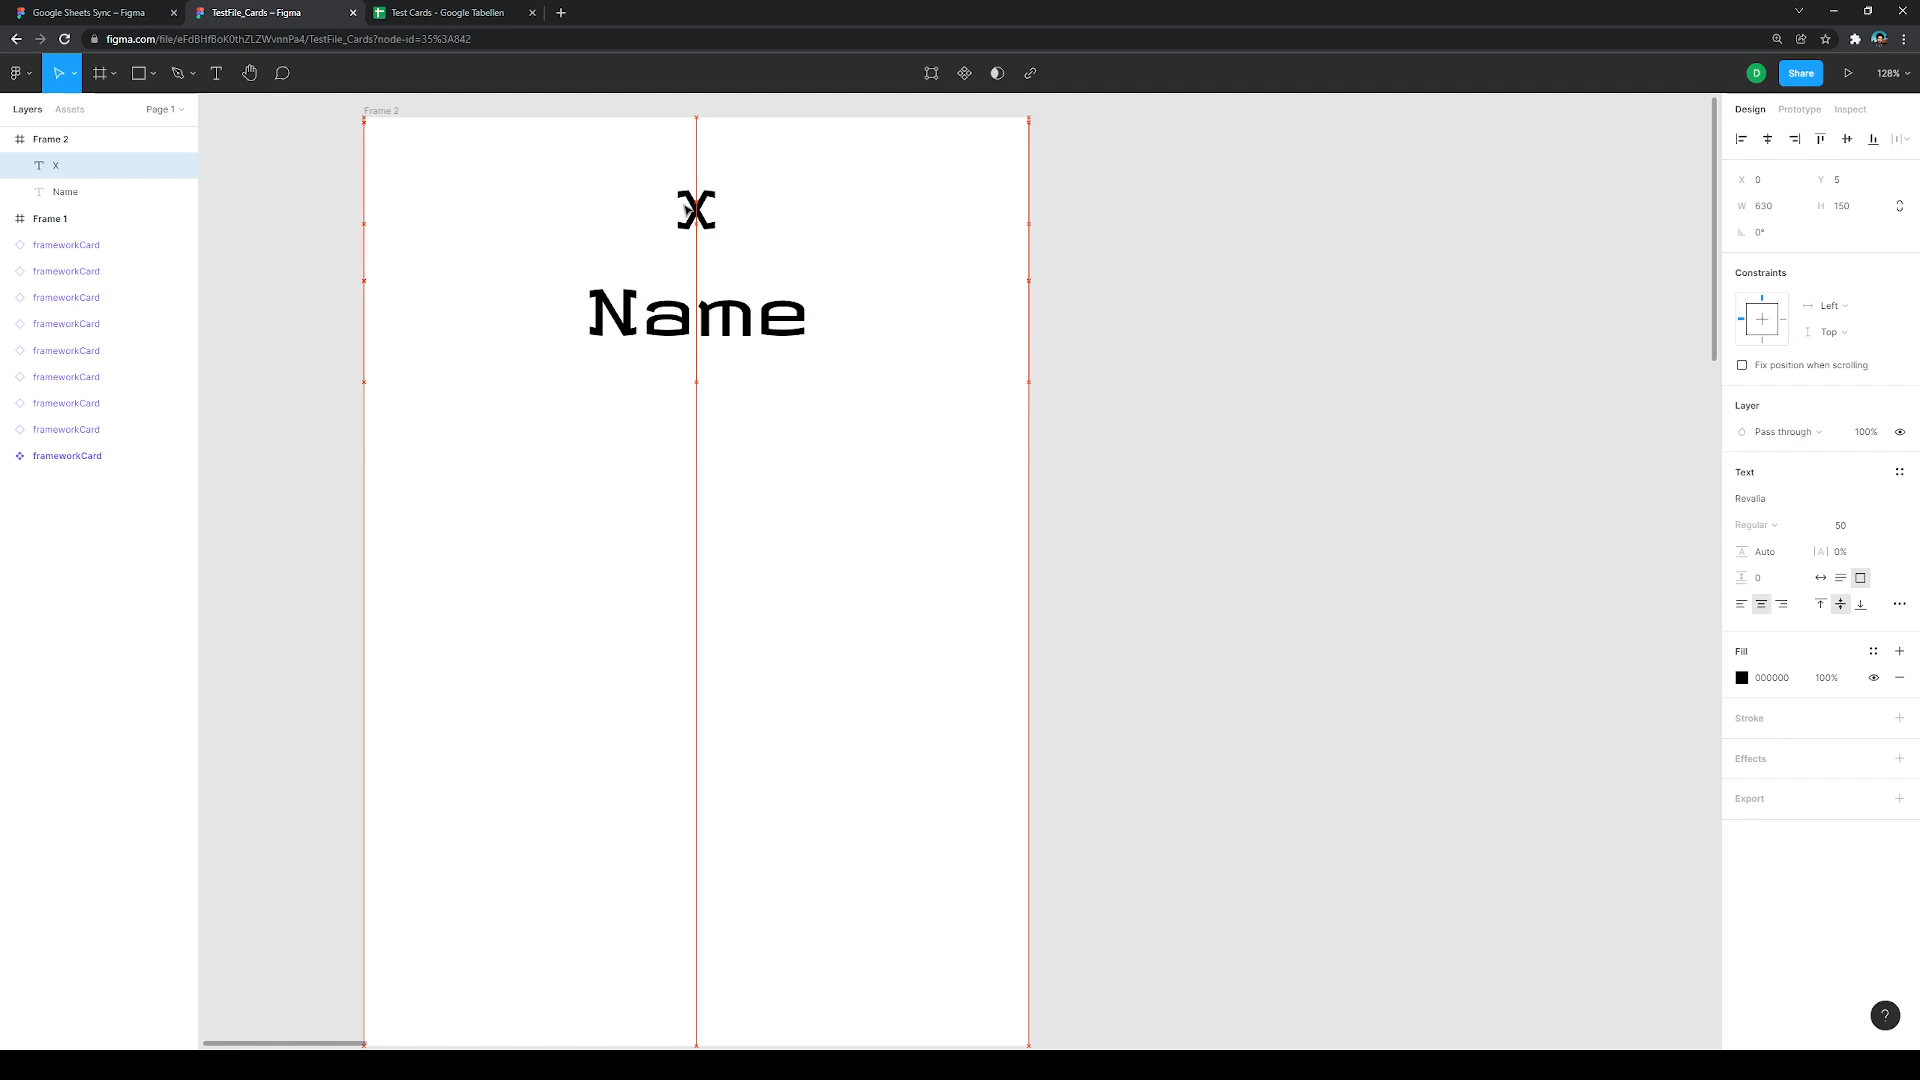 Google Sheets Sync – Figma
TestFile_Cards – Figma
Test Cards - Google Tabellen
figma.com/file/eFdBHfBoK0thZLZWvnnPa4/TestFile_Cards?node-id=35%3A842
D
Share
128%
Layers
Assets
Page 1
Frame 2
X
Name
Frame 1
frameworkCard
frameworkCard
frameworkCard
frameworkCard
frameworkCard
frameworkCard
frameworkCard
frameworkCard
frameworkCard
Frame 2
X
Name
Design
Prototype
Inspect
X 0
Y 5
W 630
H 150
0°
Constraints
Left
Top
Fix position when scrolling
Layer
Pass through
100%
Text
Revalia
Regular
50
Auto
0%
0
Fill
000000
100%
Stroke
Effects
Export
?